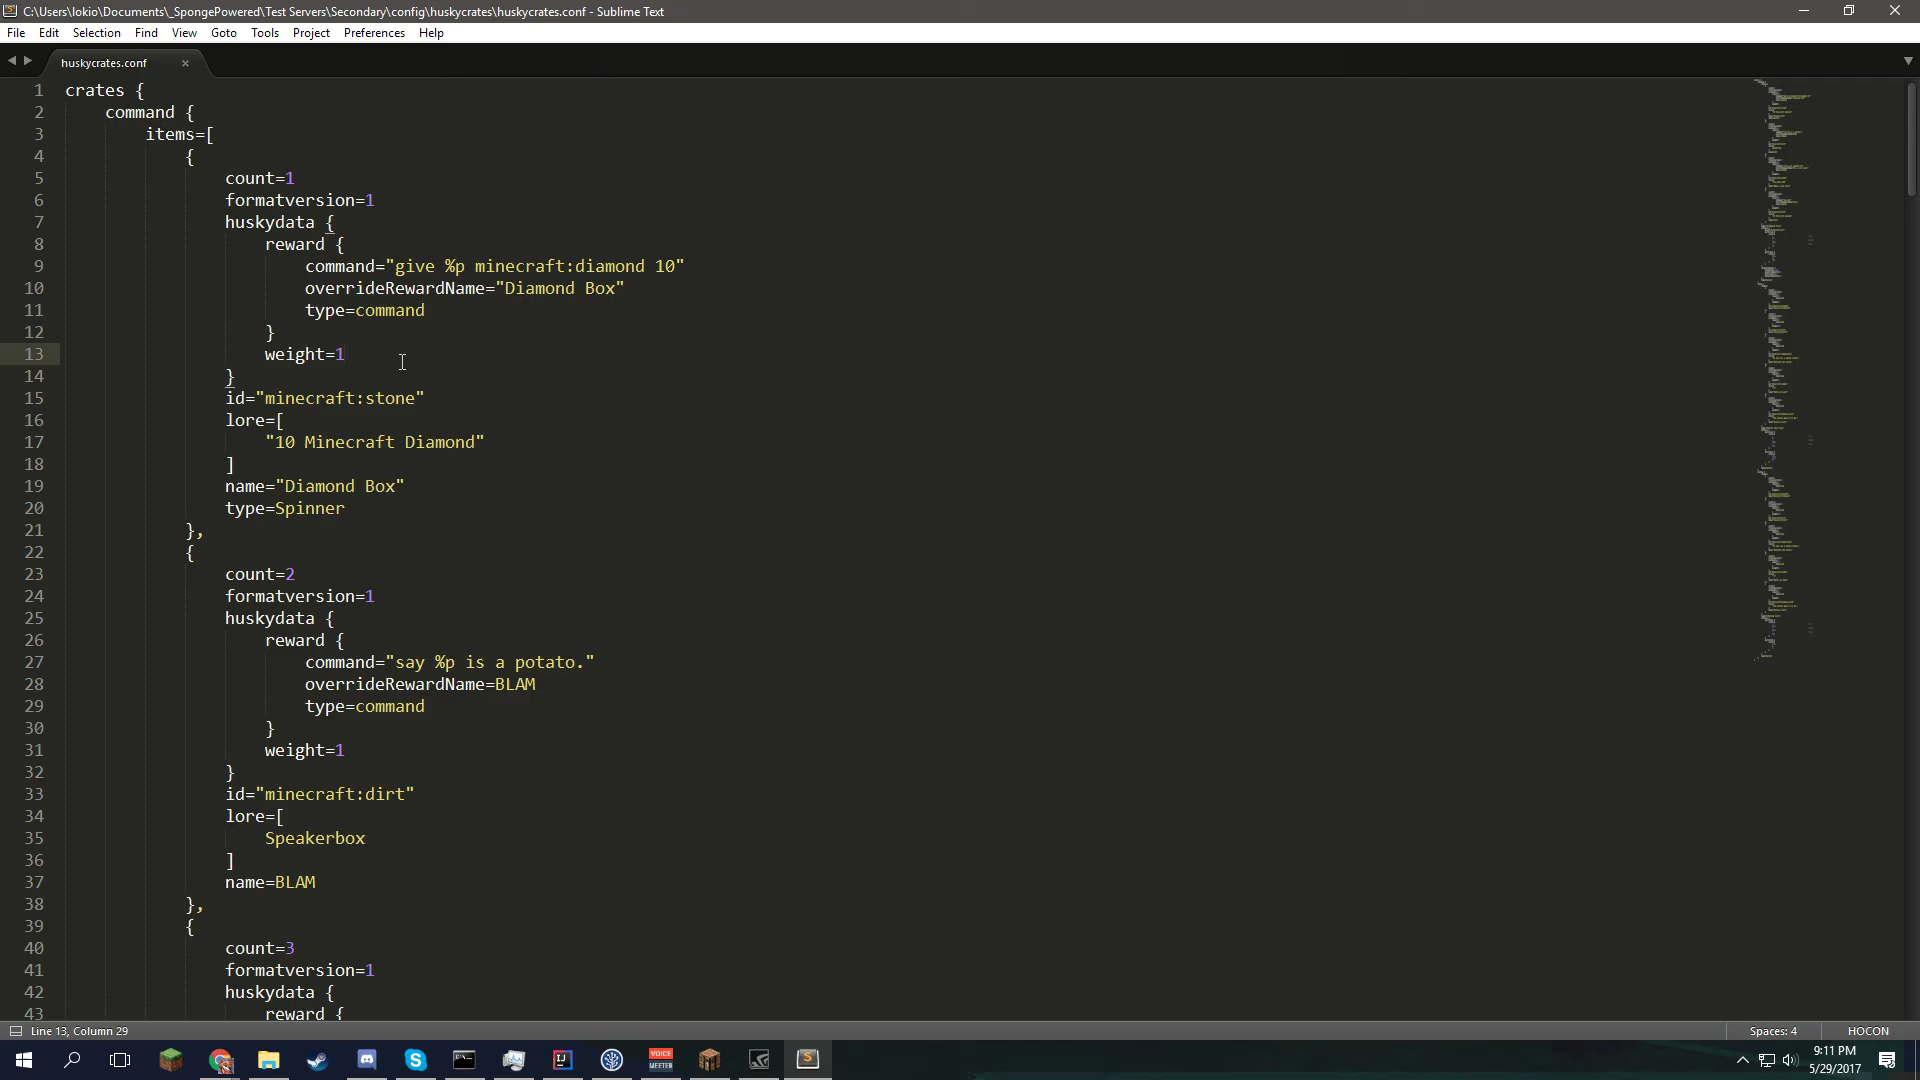 C:\Users\lokio\Documents\_SpongePowered\Test Servers\Secondary\config\huskycrates\huskycrates.conf - Sublime Text
File Edit Selection Find View Goto Tools Project Preferences Help
huskycrates.conf
1 crates {
2 command {
3 items=[
4 {
5 count=1
6 formatversion=1
7 huskydata {
8 reward {
9 command="give %p minecraft:diamond 10"
10 overrideRewardName="Diamond Box"
11 type=command
12 }
13 weight=1
14 }
15 id="minecraft:stone"
16 lore=[
17 "10 Minecraft Diamond"
18 ]
19 name="Diamond Box"
20 type=Spinner
21 },
22 {
23 count=2
24 formatversion=1
25 huskydata {
26 reward {
27 command="say %p is a potato."
28 overrideRewardName=BLAM
29 type=command
30 }
31 weight=1
32 }
33 id="minecraft:dirt"
34 lore=[
35 Speakerbox
36 ]
37 name=BLAM
38 },
39 {
40 count=3
41 formatversion=1
42 huskydata {
43 reward {
Line 13, Column 29 Spaces: 4 HOCON
VOICE
MEETER
IJ
9:11 PM
5/29/2017